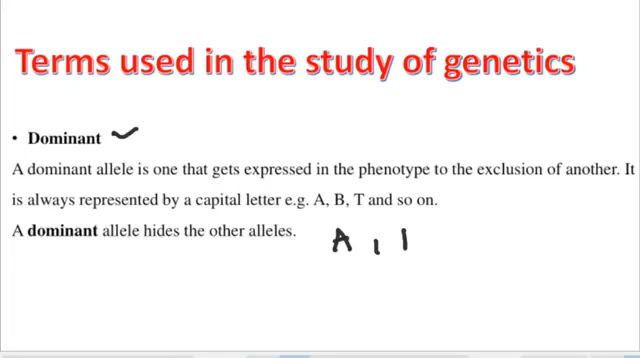 Terms used in the study of genetics
• Dominant
A dominant allele is one that gets expressed in the phenotype to the exclusion of another. It
is always represented by a capital letter e.g. A, B, T and so on.
A dominant allele hides the other alleles.
A ,